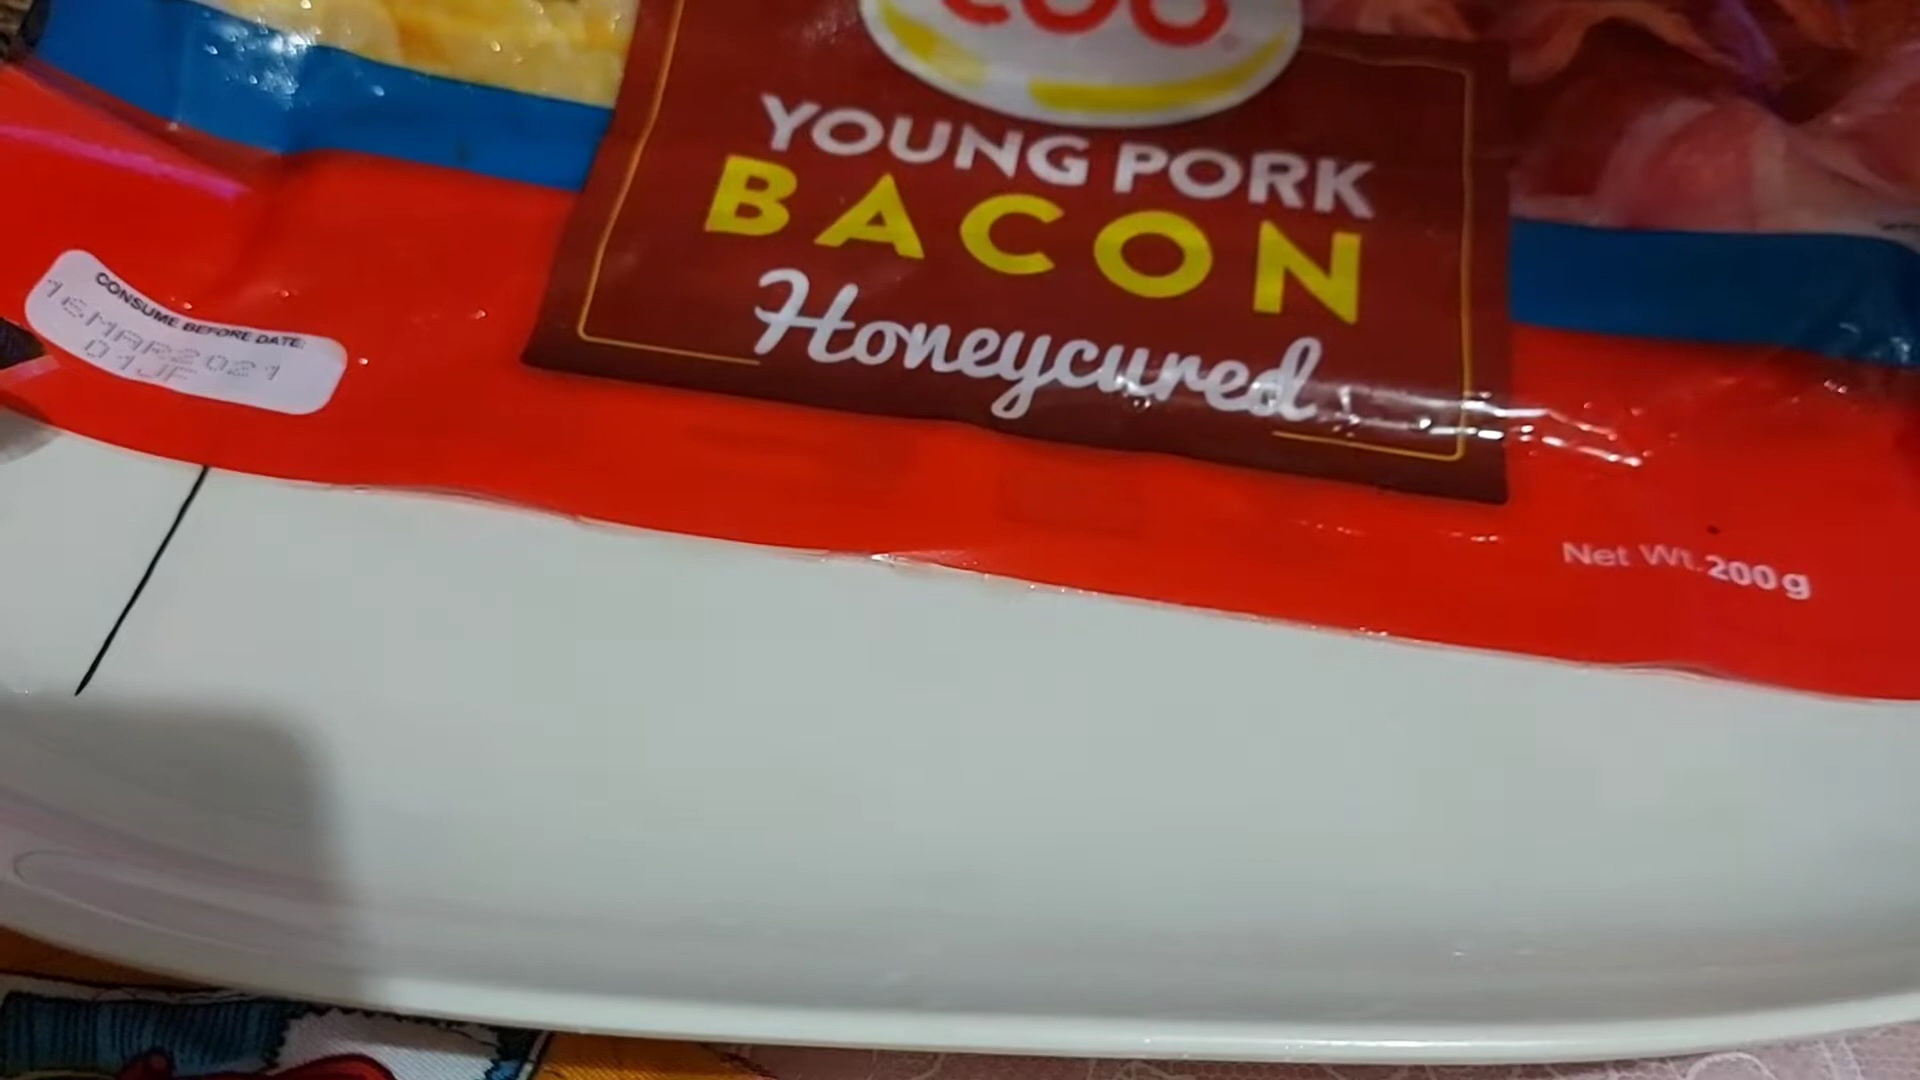 YOUNG PORK
BACON
Honeycured
CONSUME BEFORE DATE:
16MAR2021
01JF
Net Wt. 200g